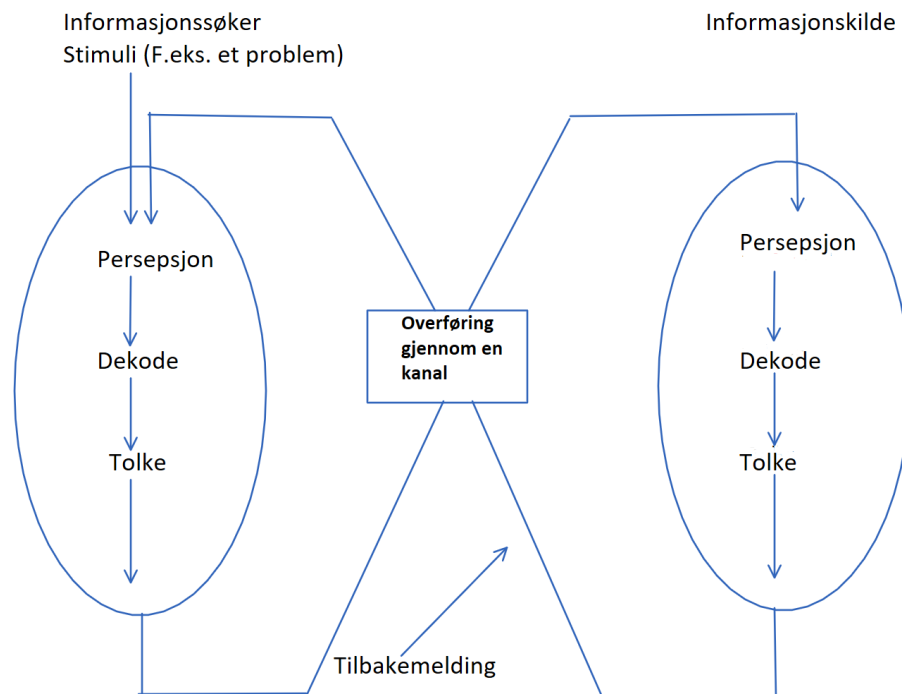 Informasjonssøker
Stimuli (F.eks. et problem)
Informasjonskilde
Persepsjon
Dekode
Tolke
Overføring
gjennom en
kanal
Persepsjon
Dekode
Tolke
Tilbakemelding